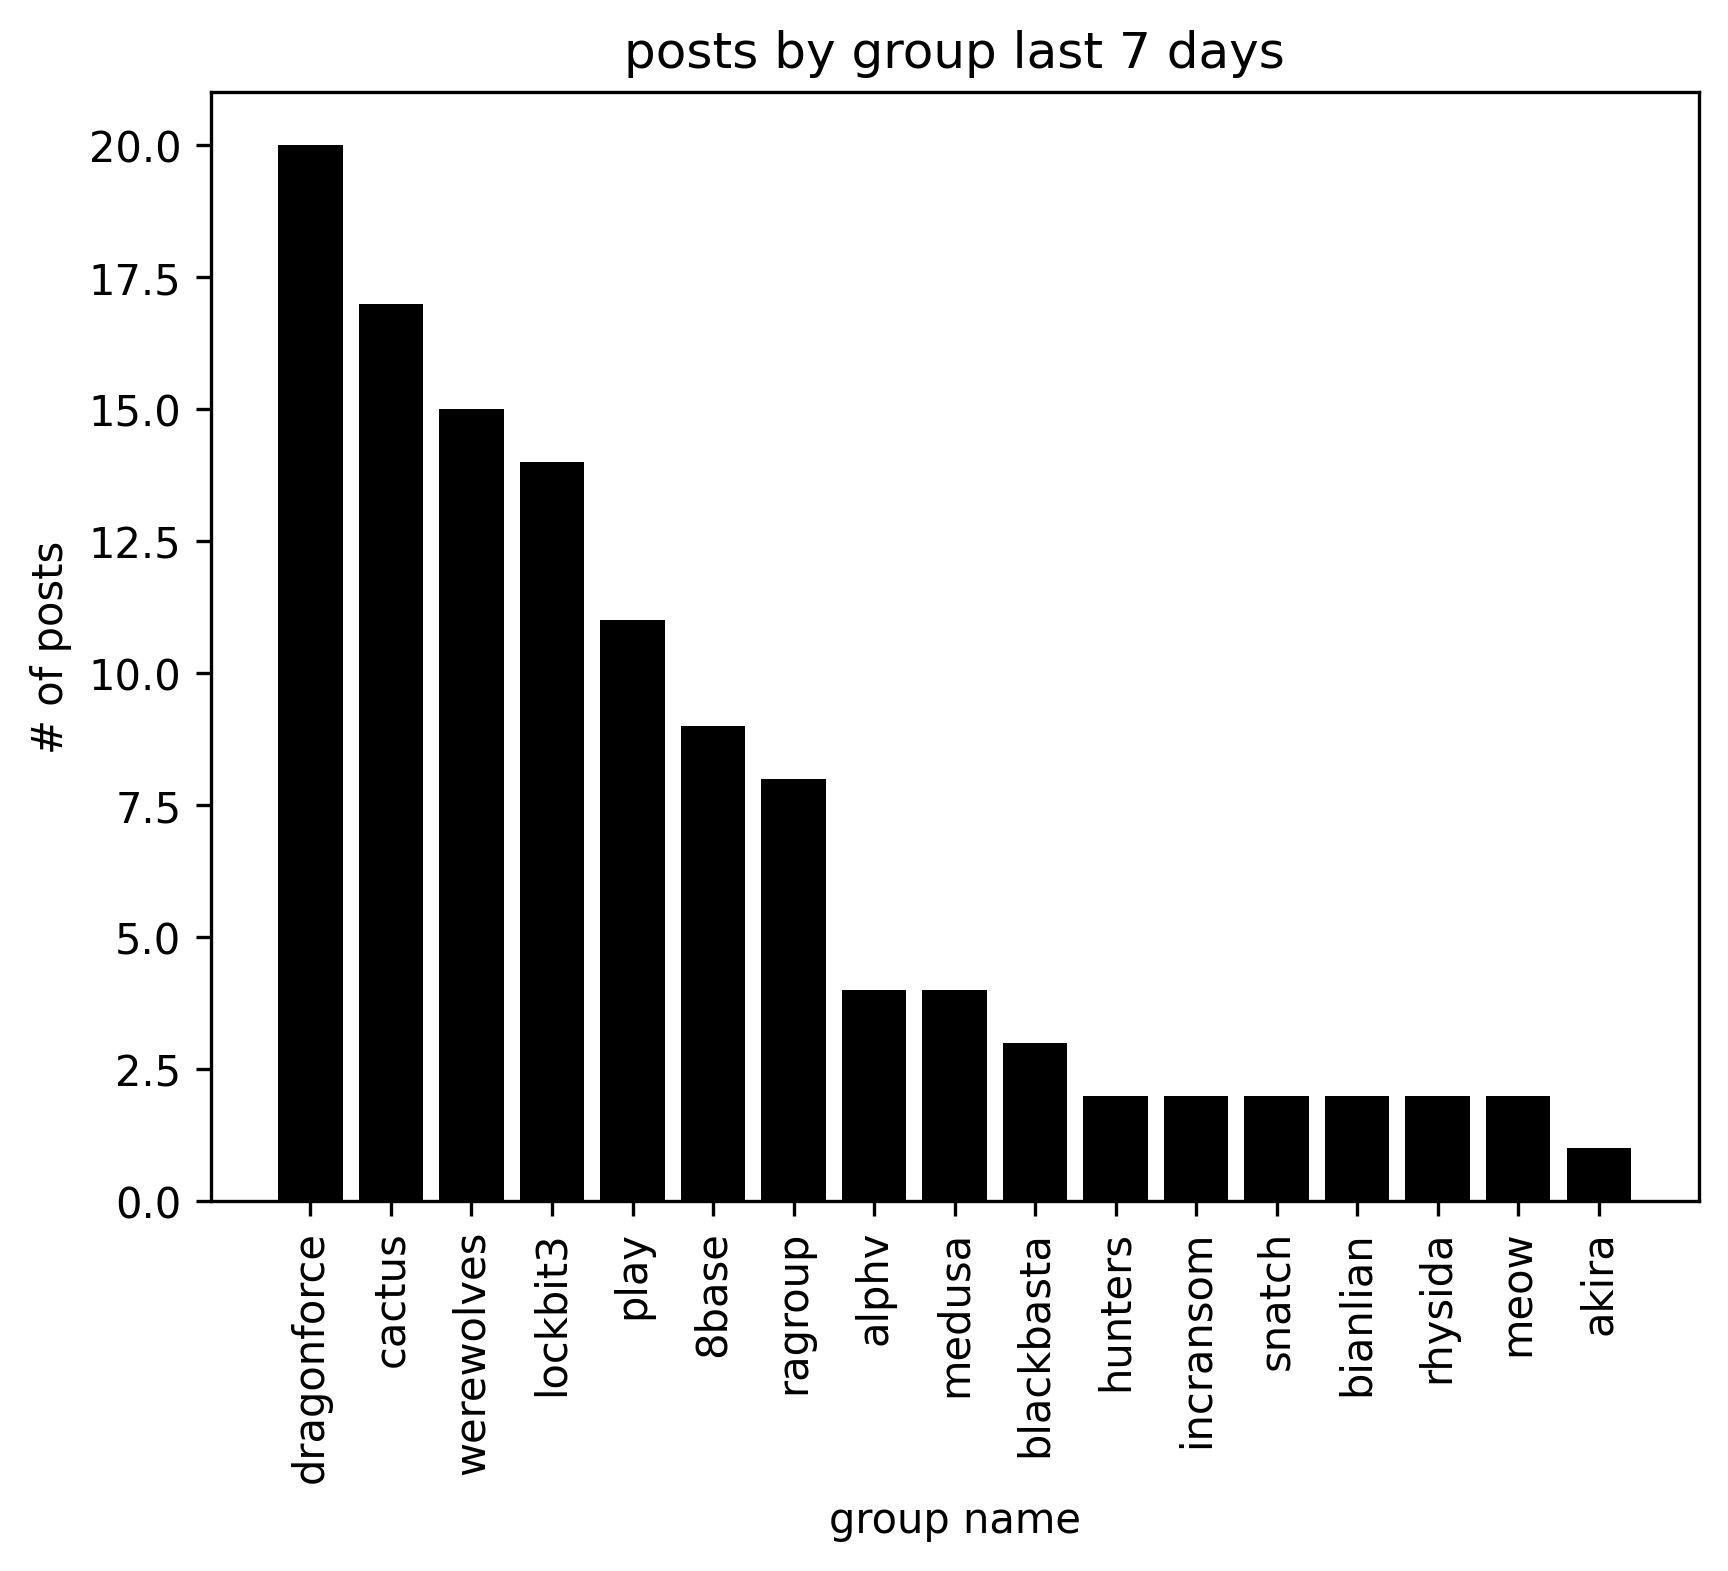 posts by group last 7 days
# of posts
20.0
17.5
15.0
12.5
10.0
7.5
5.0
2.5
0.0
dragonforce
cactus
werewolves
lockbit3
play
8base
ragroup
alphv
medusa
blackbasta
hunters
incransom
snatch
bianlian
rhysida
meow
akira
group name